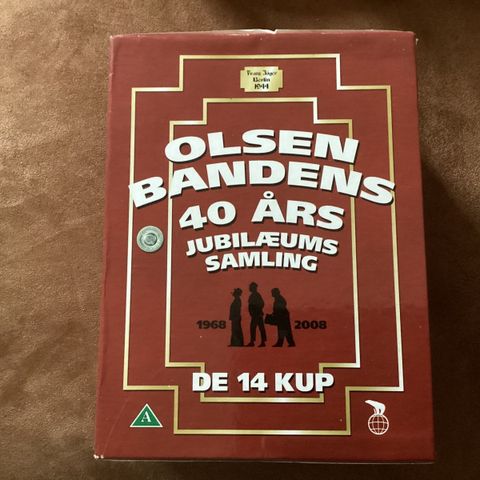 Franz Jäger
Berlin
1944
OLSEN
BANDENS
40 ÅRS
JUBILÆUMS
SAMLING
1968 2008
DE 14 KUP
A